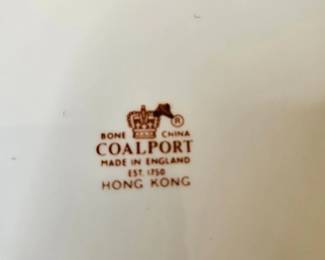 ®
BONE CHINA
COALPORT
MADE IN ENGLAND
EST. 1750
HONG KONG